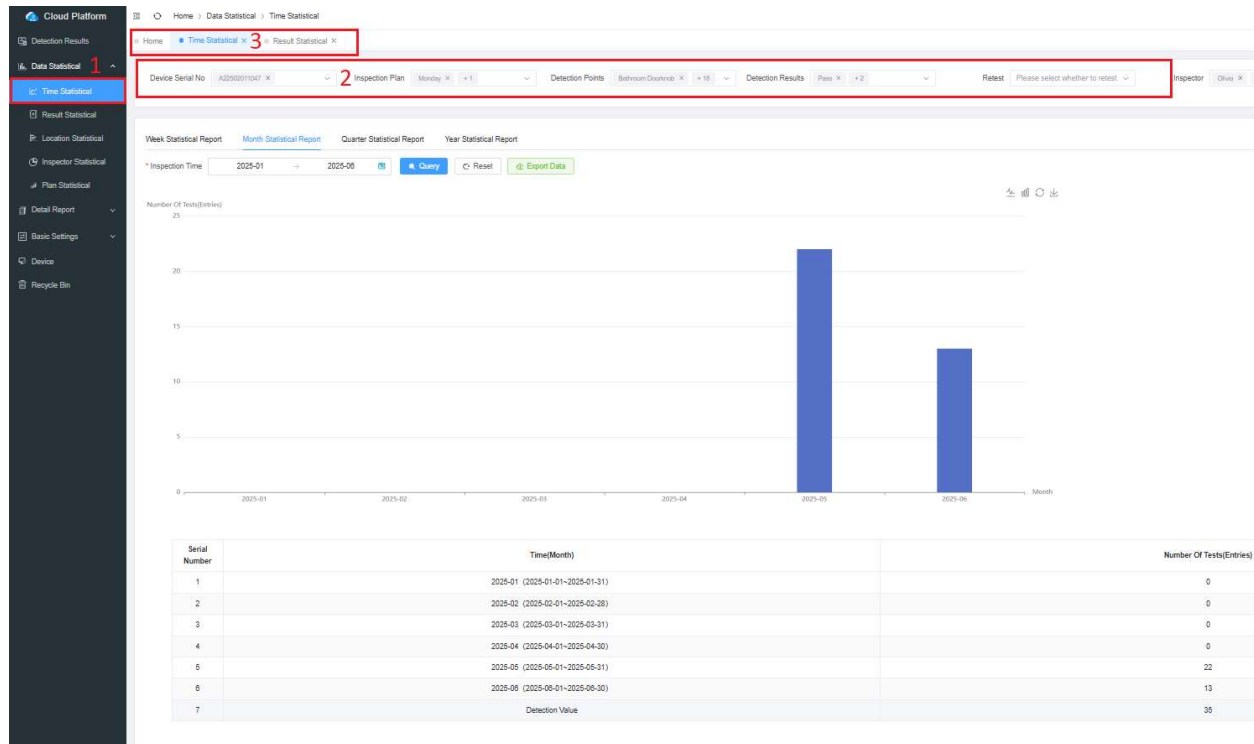 Cloud Platform
Home > Data Statistical > Time Statistical
Detection Results
Home Time Statistical × 3 Result Statistical ×
Data Statistical 1
Device Serial No A22502011047 × 2 Inspection Plan Monday × + 1 Detection Points Bathroom Doorknob × + 18 Detection Results Pass × + 2 Retest Please select whether to retest Inspector Olivia ×
Time Statistical
Result Statistical
Location Statistical
Inspector Statistical
Plan Statistical
Detail Report
Basic Settings
Device
Recycle Bin
Week Statistical Report Month Statistical Report Quarter Statistical Report Year Statistical Report
* Inspection Time 2025-01 → 2025-06 Query Reset Export Data
Number Of Tests(Entries)
25
20
15
10
5
0
2025-01 2025-02 2025-03 2025-04 2025-05 2025-06 Month
Serial Number Time(Month) Number Of Tests(Entries)
1 2025-01 (2025-01-01~2025-01-31) 0
2 2025-02 (2025-02-01~2025-02-28) 0
3 2025-03 (2025-03-01~2025-03-31) 0
4 2025-04 (2025-04-01~2025-04-30) 0
5 2025-05 (2025-05-01~2025-05-31) 22
6 2025-06 (2025-06-01~2025-06-30) 13
7 Detection Value 35